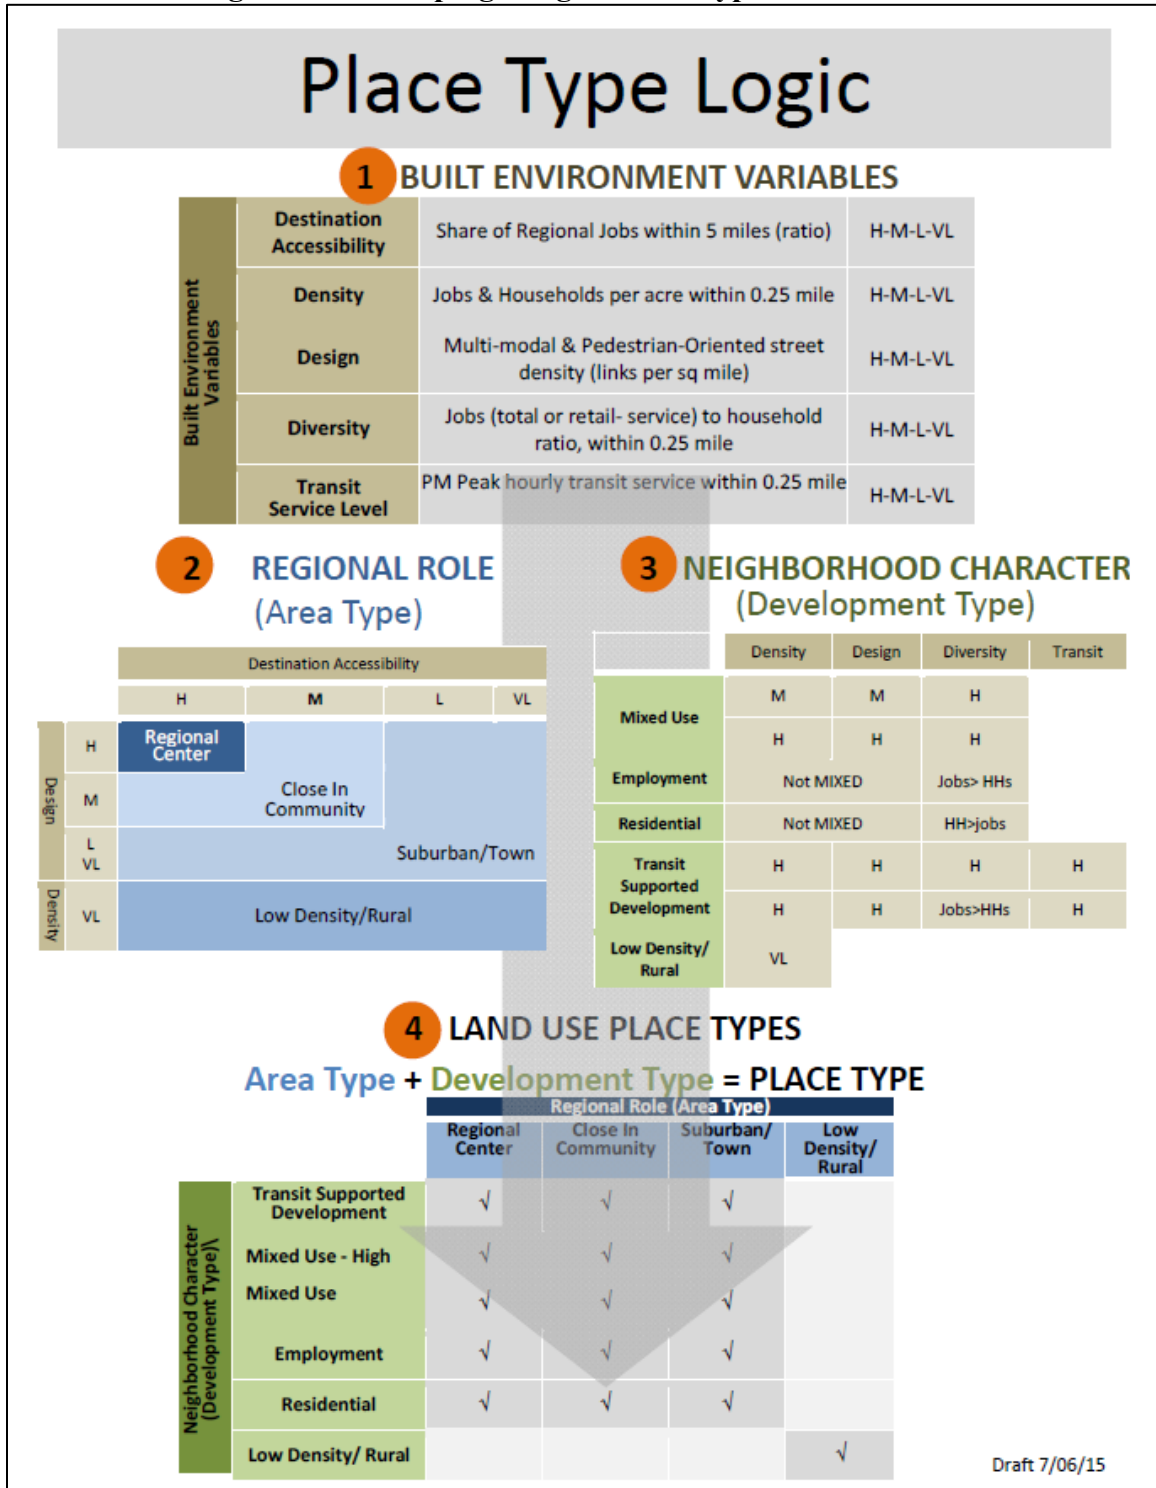 Place Type Logic
1 BUILT ENVIRONMENT VARIABLES
Built Environment
Variables
Destination
Accessibility
Share of Regional Jobs within 5 miles (ratio)
H-M-L-VL
Density
Jobs & Households per acre within 0.25 mile
H-M-L-VL
Design
Multi-modal & Pedestrian-Oriented street
density (links per sq mile)
H-M-L-VL
Diversity
Jobs (total or retail- service) to household
ratio, within 0.25 mile
H-M-L-VL
Transit
Service Level
PM Peak hourly transit service within 0.25 mile
H-M-L-VL
2 REGIONAL ROLE
(Area Type)
Destination Accessibility
H M L VL
Design
H
M
L
VL
Density
VL
Regional
Center
Close In
Community
Suburban/Town
Low Density/Rural
3 NEIGHBORHOOD CHARACTER
(Development Type)
Density Design Diversity Transit
Mixed Use
M M H
H H H
Employment
Not MIXED Jobs> HHs
Residential
Not MIXED HH>jobs
Transit
Supported
Development
H H H H
H H Jobs>HHs H
Low Density/
Rural
VL
4 LAND USE PLACE TYPES
Area Type + Development Type = PLACE TYPE
Regional Role (Area Type)
Regional
Center
Close In
Community
Suburban/
Town
Low
Density/
Rural
Neighborhood Character
(Development Type)\
Transit Supported
Development
√ √ √
Mixed Use - High
√ √ √
Mixed Use
√ √ √
Employment
√ √ √
Residential
√ √ √
Low Density/ Rural
√
Draft 7/06/15